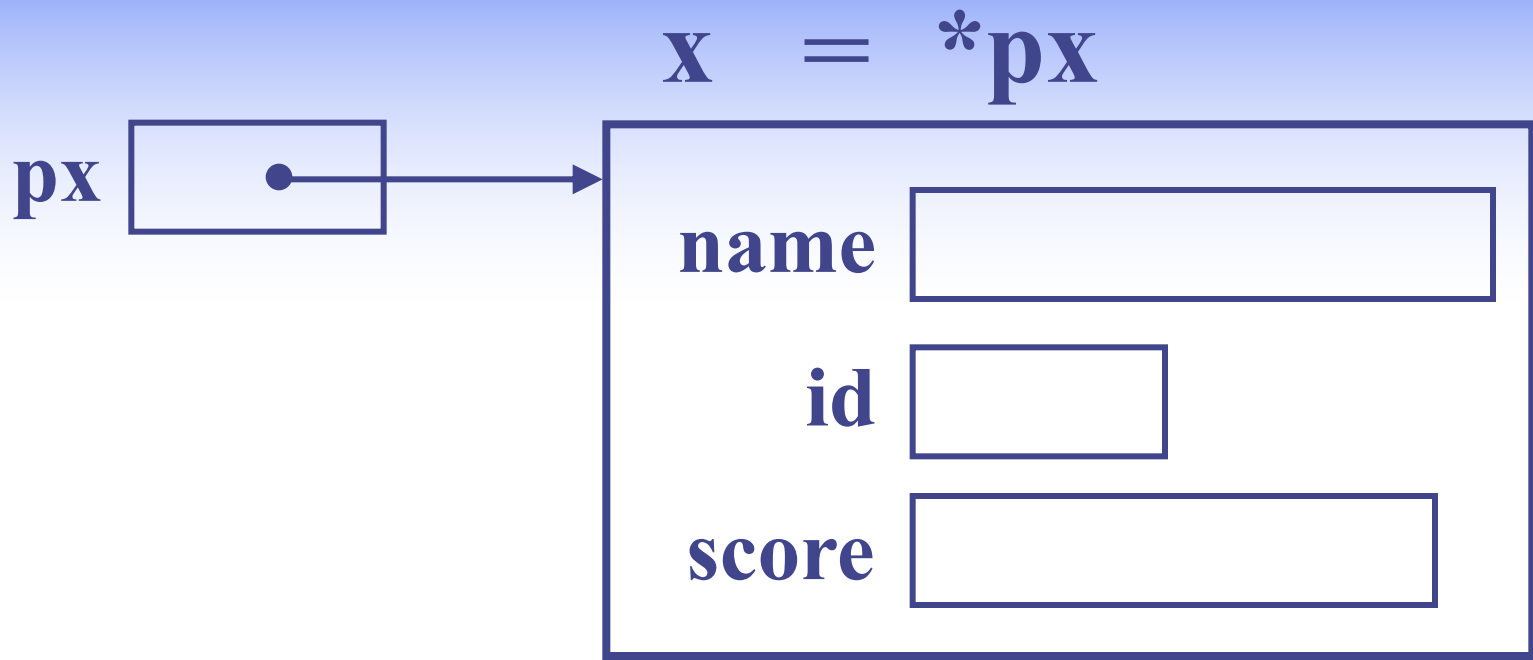 x = *px
px
name
id
score